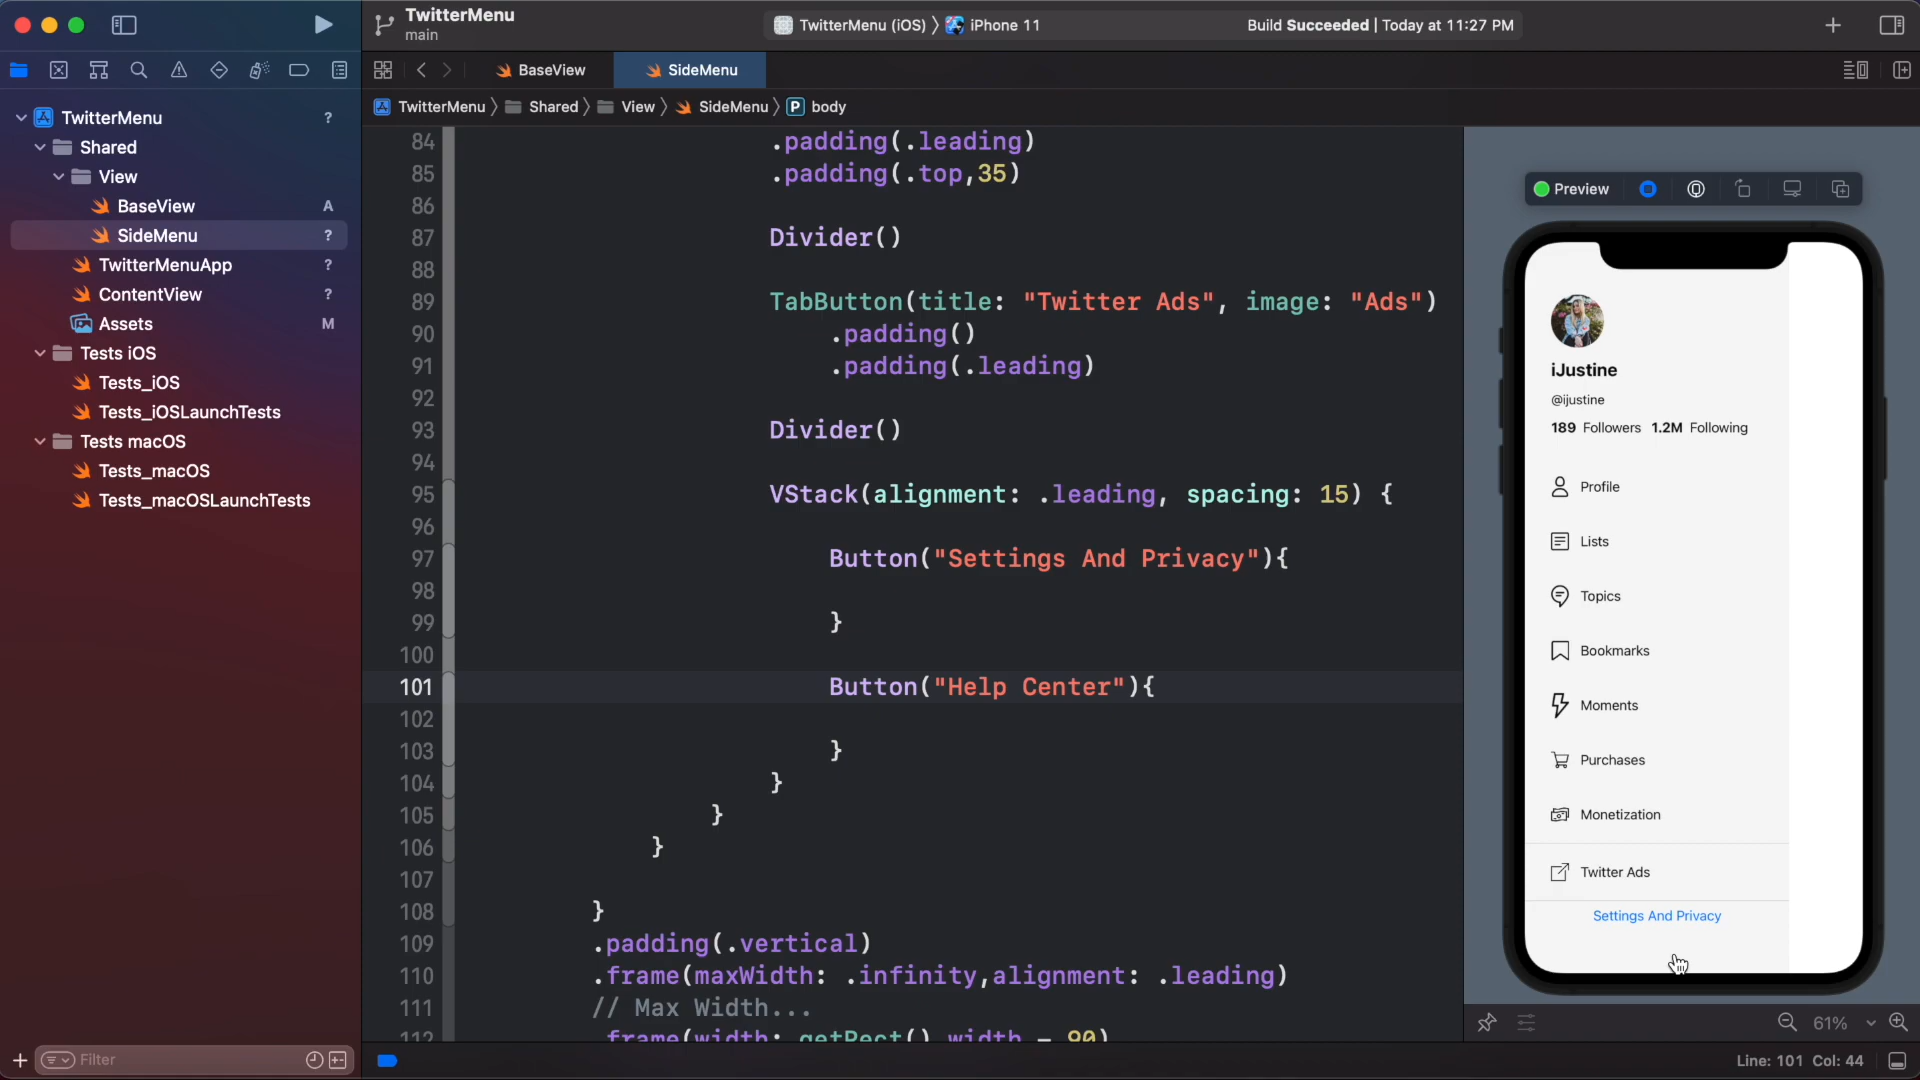 TwitterMenu
main
TwitterMenu (iOS) 〉 iPhone 11
Build Succeeded | Today at 11:27 PM
BaseView
SideMenu
TwitterMenu 〉 Shared 〉 View 〉 SideMenu 〉 P body
TwitterMenu ?
Shared
View
BaseView A
SideMenu ?
TwitterMenuApp ?
ContentView ?
Assets M
Tests iOS
Tests_iOS
Tests_iOSLaunchTests
Tests macOS
Tests_macOS
Tests_macOSLaunchTests
Filter
84 .padding(.leading)
85 .padding(.top,35)
86
87 Divider()
88
89 TabButton(title: "Twitter Ads", image: "Ads")
90 .padding()
91 .padding(.leading)
92
93 Divider()
94
95 VStack(alignment: .leading, spacing: 15) {
96
97 Button("Settings And Privacy"){
98
99 }
100
101 Button("Help Center"){
102
103 }
104 }
105 }
106 }
107
108 }
109 .padding(.vertical)
110 .frame(maxWidth: .infinity,alignment: .leading)
111 // Max Width...
112 .frame(width: getRect().width - 90)
Preview
iJustine
@ijustine
189 Followers 1.2M Following
Profile
Lists
Topics
Bookmarks
Moments
Purchases
Monetization
Twitter Ads
Settings And Privacy
61%
Line: 101 Col: 44